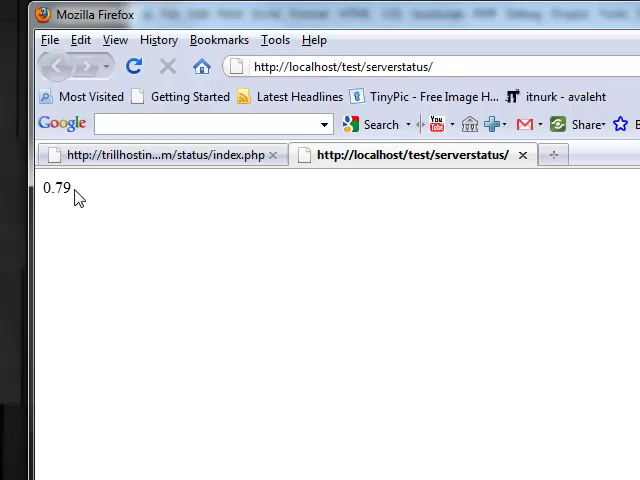 Mozilla Firefox
File Edit View History Bookmarks Tools Help
http://localhost/test/serverstatus/
Most Visited Getting Started Latest Headlines TinyPic - Free Image H... itnurk - avaleht
Google Search Share
http://trillhostin...m/status/index.php http://localhost/test/serverstatus/
0.79